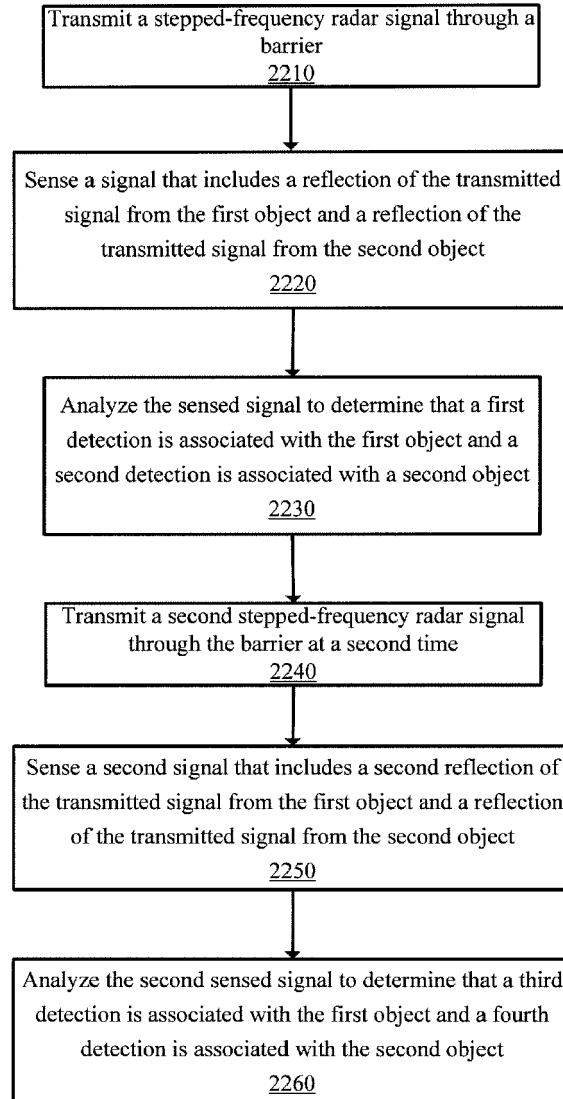 Transmit a stepped-frequency radar signal through a
barrier
2210
Sense a signal that includes a reflection of the transmitted
signal from the first object and a reflection of the
transmitted signal from the second object
2220
Analyze the sensed signal to determine that a first
detection is associated with the first object and a
second detection is associated with a second object
2230
Transmit a second stepped-frequency radar signal
through the barrier at a second time
2240
Sense a second signal that includes a second reflection of
the transmitted signal from the first object and a reflection
of the transmitted signal from the second object
2250
Analyze the second sensed signal to determine that a third
detection is associated with the first object and a fourth
detection is associated with the second object
2260